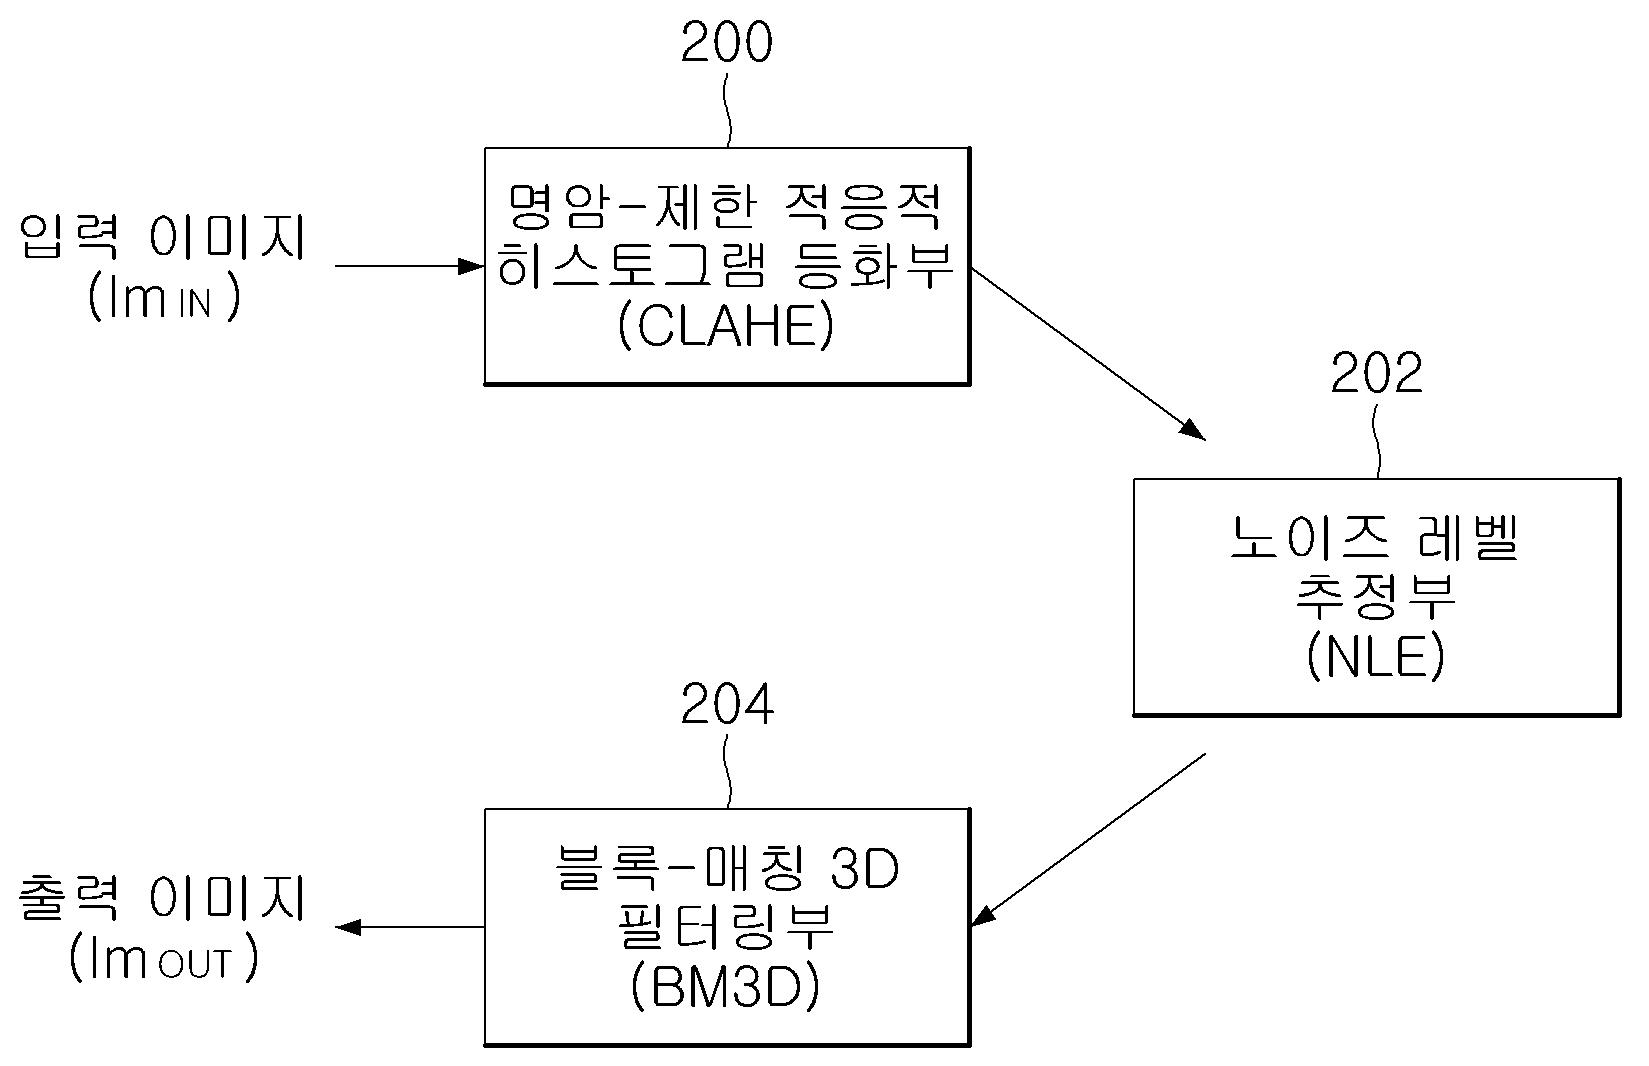 200
명암-제한 적응적
히스토그램 등화부
(CLAHE)
입력 이미지
(Im IN)
202
노이즈 레벨
추정부
(NLE)
204
블록-매칭 3D
필터링부
(BM3D)
출력 이미지
(Im OUT)